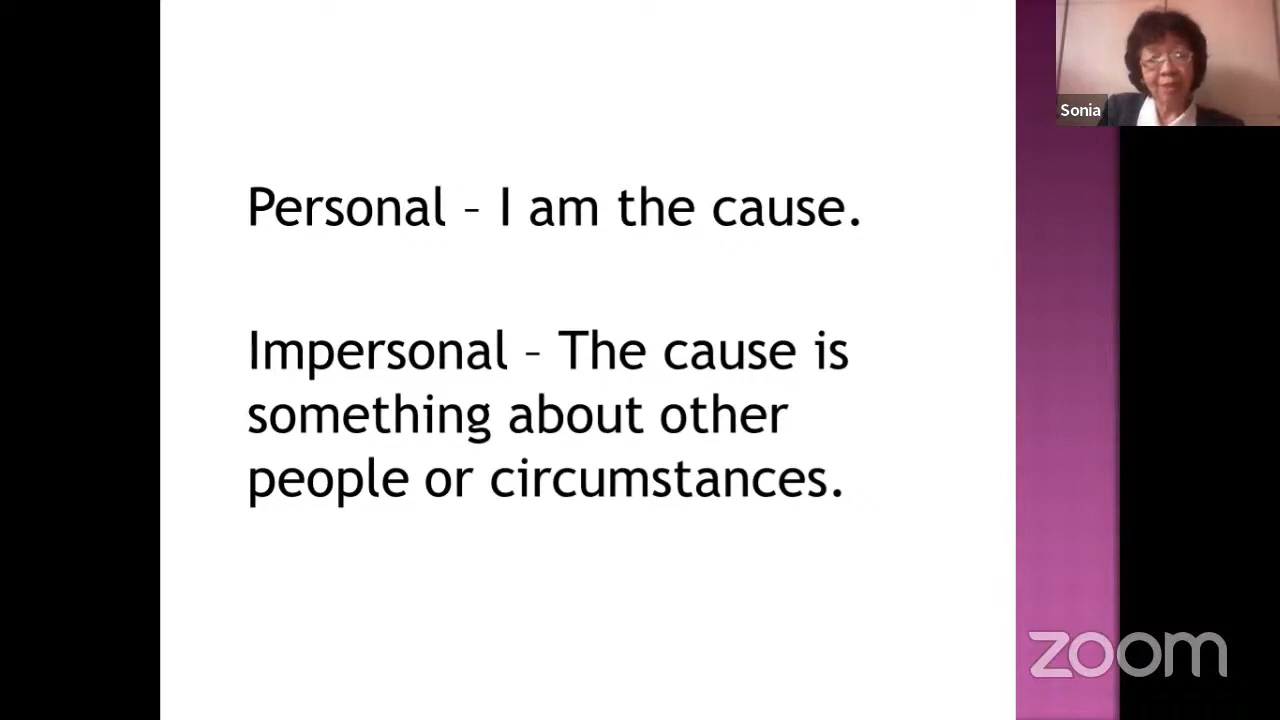 Personal – I am the cause.
Impersonal – The cause is
something about other
people or circumstances.
Sonia
zoom